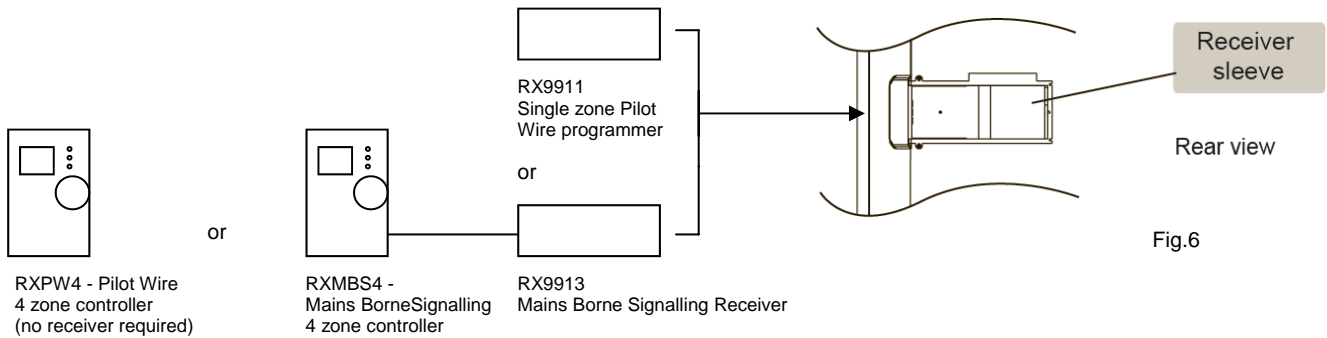 RX9911
Single zone Pilot
Wire programmer
or
Receiver
sleeve
Rear view
or
Fig.6
RXPW4 - Pilot Wire
4 zone controller
(no receiver required)
RXMBS4 -
Mains BorneSignalling
4 zone controller
RX9913
Mains Borne Signalling Receiver